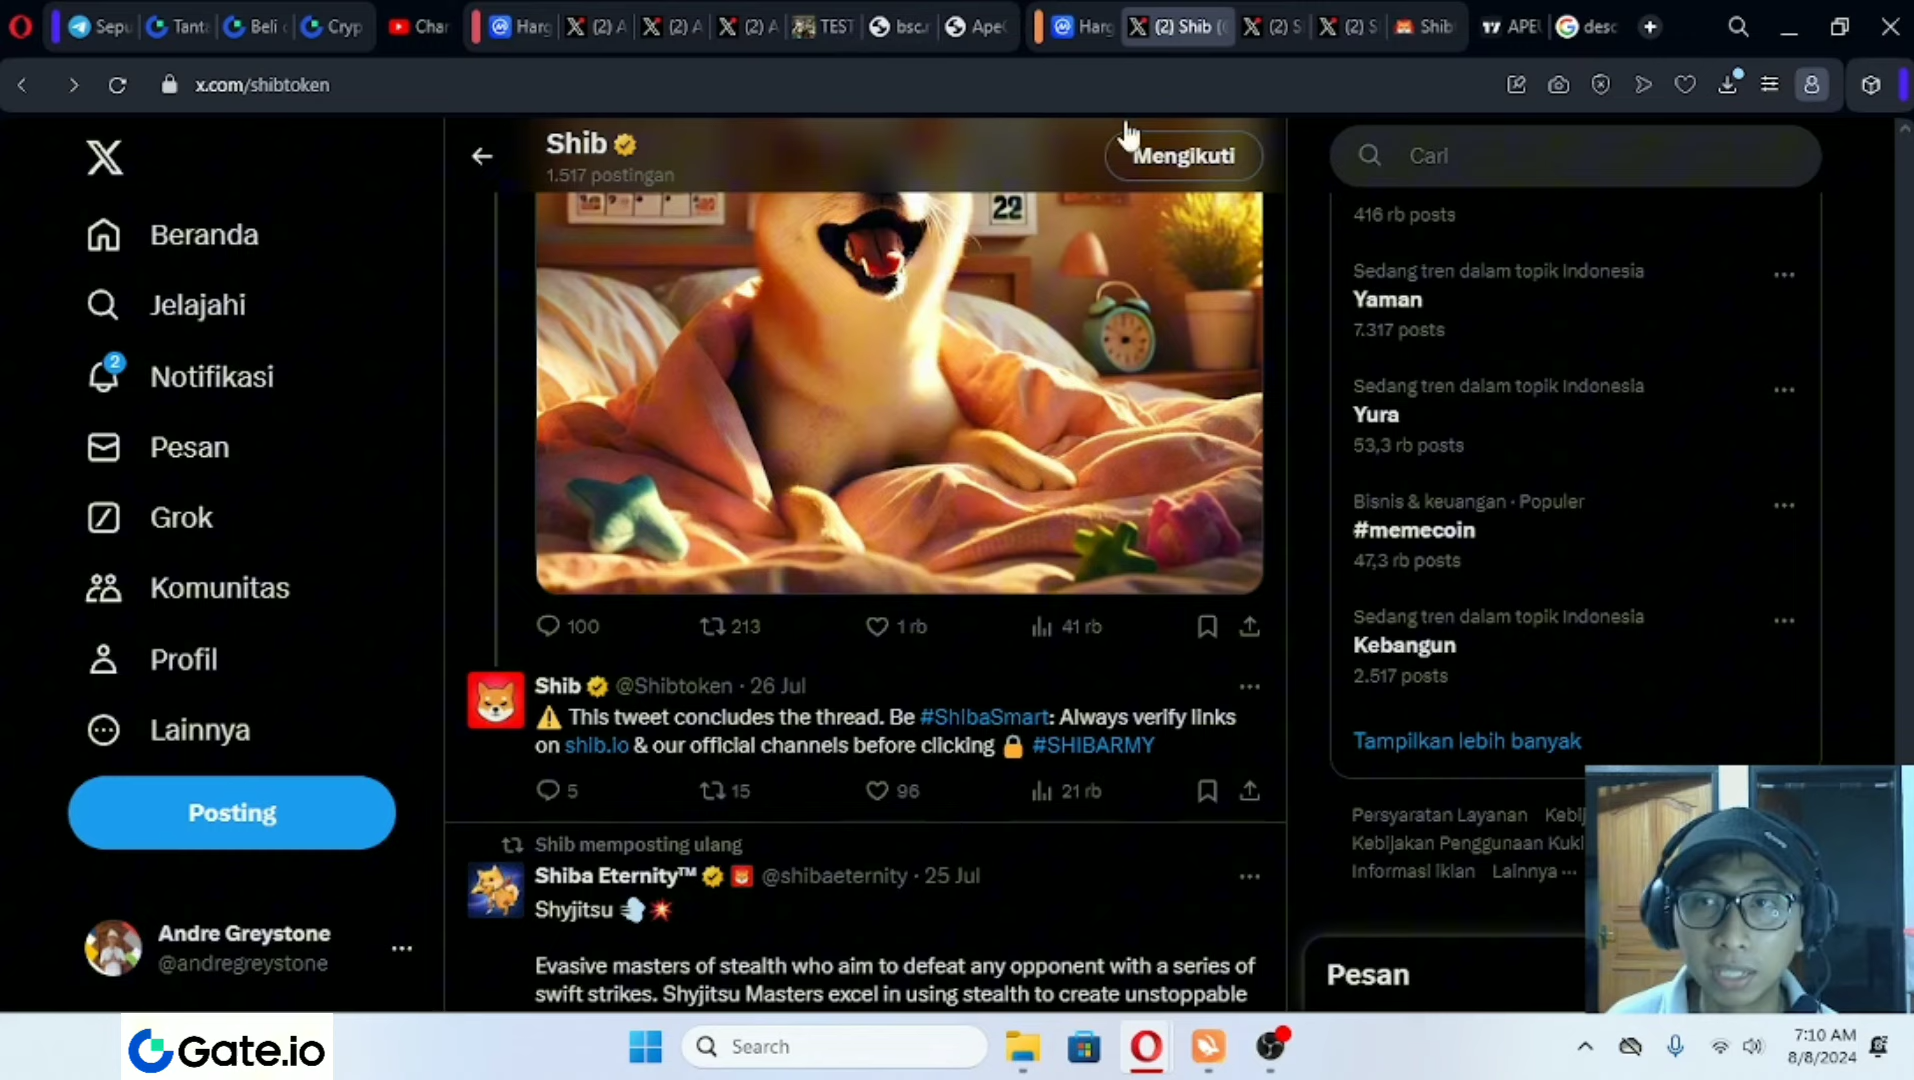 Sepu
Tant
Beli
Cryp
Char
Harg
(2) A
(2) A
(2) A
TEST
bsc.r
Ape
Harg
(2) Shib (
(2) S
(2) S
Shib
APE
desc
x.com/shibtoken
Shib
1.517 postingan
Mengikuti
Cari
Beranda
Jelajahi
2
Notifikasi
Pesan
Grok
Komunitas
Profil
Lainnya
Posting
Andre Greystone
@andregreystone
22
100 213 1 rb 41 rb
Shib @Shibtoken · 26 Jul
This tweet concludes the thread. Be #ShibaSmart: Always verify links
on shib.io & our official channels before clicking #SHIBARMY
5 15 96 21 rb
Shib memposting ulang
Shiba Eternity™ @shibaeternity · 25 Jul
Shyjitsu
Evasive masters of stealth who aim to defeat any opponent with a series of
swift strikes. Shyjitsu Masters excel in using stealth to create unstoppable
416 rb posts
Sedang tren dalam topik Indonesia
Yaman
7.317 posts
Sedang tren dalam topik Indonesia
Yura
53,3 rb posts
Bisnis & keuangan · Populer
#memecoin
47,3 rb posts
Sedang tren dalam topik Indonesia
Kebangun
2.517 posts
Tampilkan lebih banyak
Persyaratan Layanan Kebij
Kebijakan Penggunaan Kuki
Informasi Iklan Lainnya ···
Pesan
Gate.io
Search
7:10 AM
8/8/2024